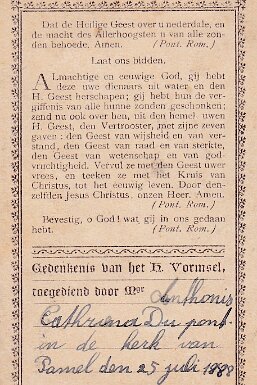 Dat de Heilige Geest over u nederdale, en
de macht des Allerhoogsten u van alle zon-
den behoede. Amen. (Pont. Rom.)
Laat ons bidden.
Almachtige en eeuwige God, gij hebt
deze uwe dienaars uit water en den
H. Geest herschapen; gij hebt hun de ver-
giffenis van alle hunne zonden geschonken;
zend nu ook over hen, uit den hemel, uwen
H. Geest, den Vertrooster, met zijne zeven
gaven : den Geest van wijsheid en van ver-
stand, den Geest van raad en van sterkte,
den Geest van wetenschap en van god-
vruchtigheid. Vervul ze met den Geest uwer
vreeze, en teeken ze met het Kruis van
Christus, tot het eeuwig leven. Door den-
zelfden Jesus Christus, onzen Heer. Amen.
(Pont. Rom.)
Bevestig, o God! wat gij in ons gedaan
hebt. (Pont. Rom.)
Gedenkenis van het H. Vormsel,
toegediend door Mgr
Anthonis
Cathriena Du pont
in de kerk van
Pamel den 25 juli